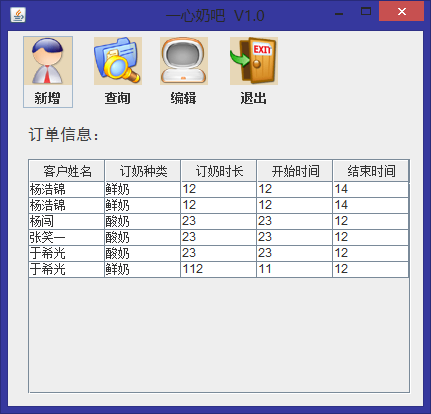 一心奶吧 V1.0
EXIT
新增 查询 编辑 退出
订单信息：
客户姓名 订奶种类 订奶时长 开始时间 结束时间
杨浩锦 鲜奶 12 12 14
杨浩锦 鲜奶 12 12 14
杨闯 酸奶 23 23 12
张笑一 酸奶 23 23 12
于希光 酸奶 23 23 12
于希光 鲜奶 112 11 12